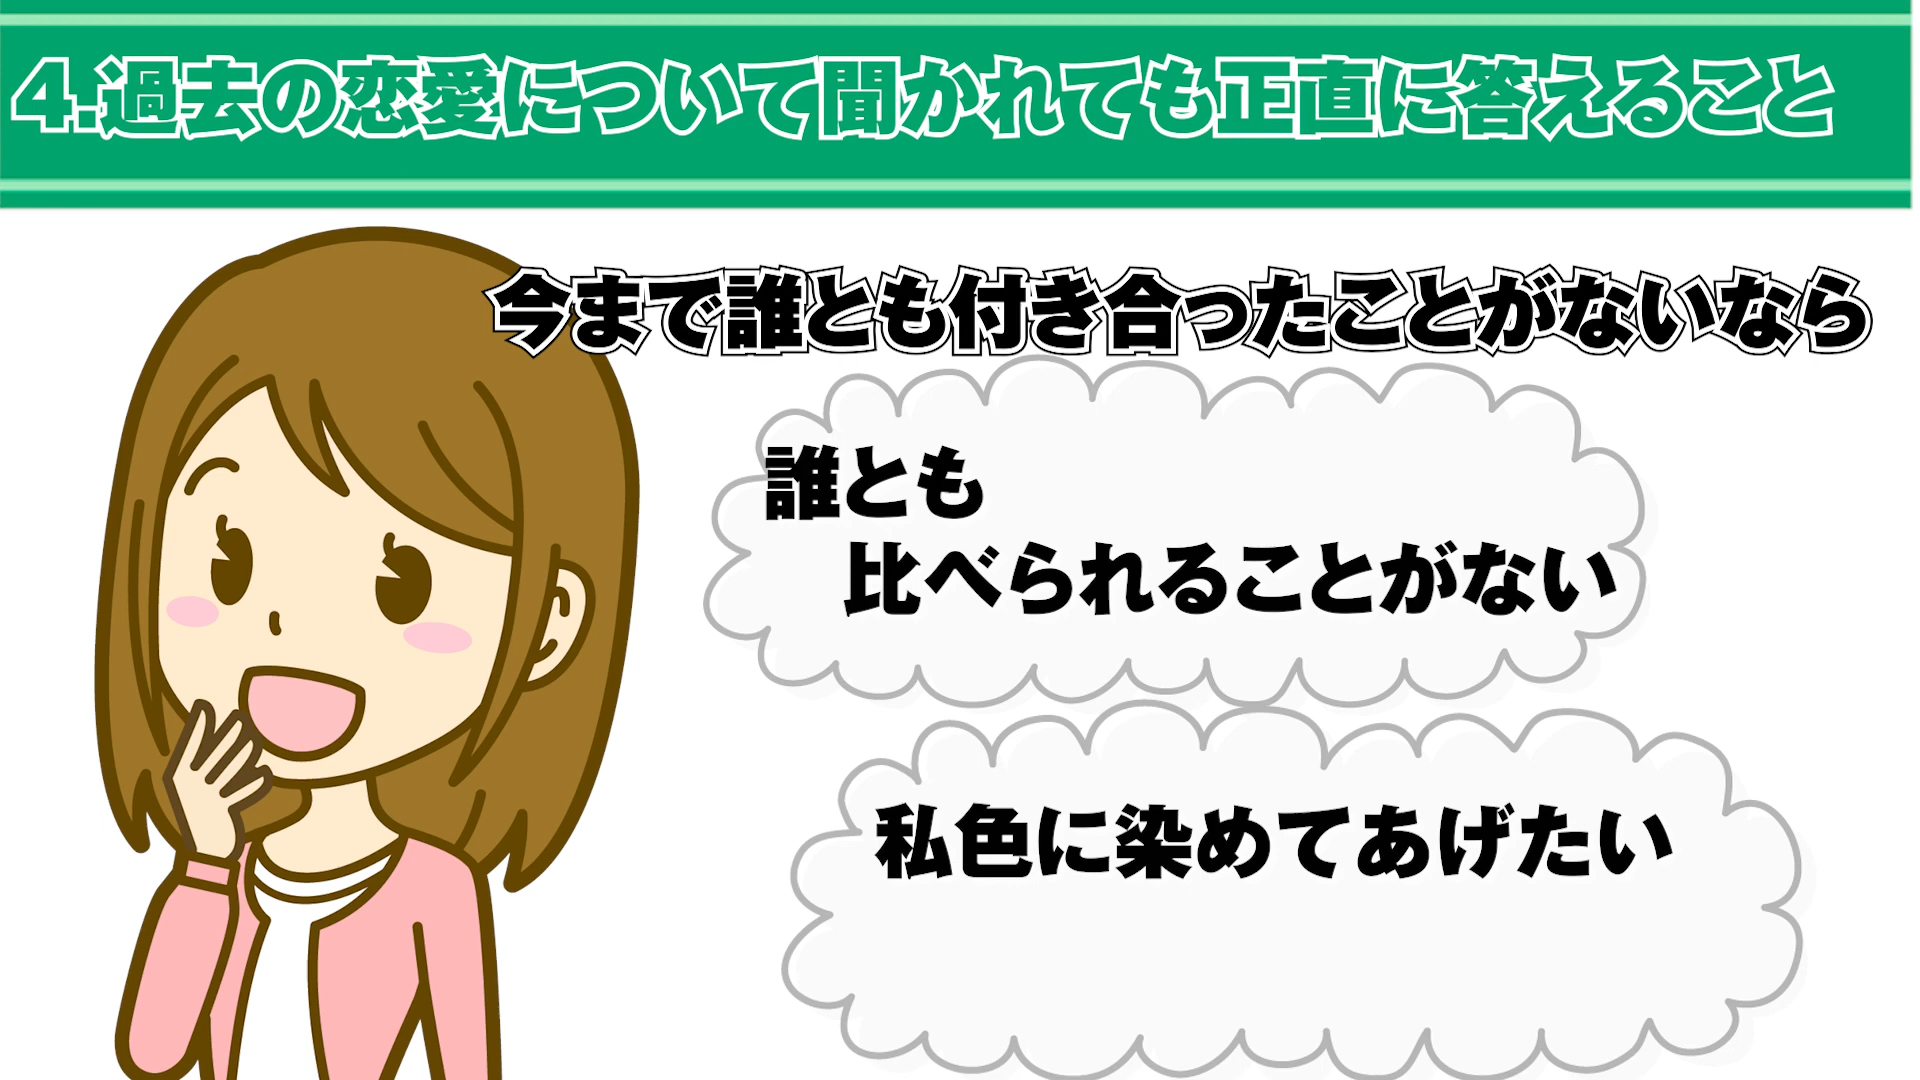 4.過去の恋愛について聞かれても正直に答えること
今まで誰とも付き合ったことがないなら
誰とも
比べられることがない
私色に染めてあげたい